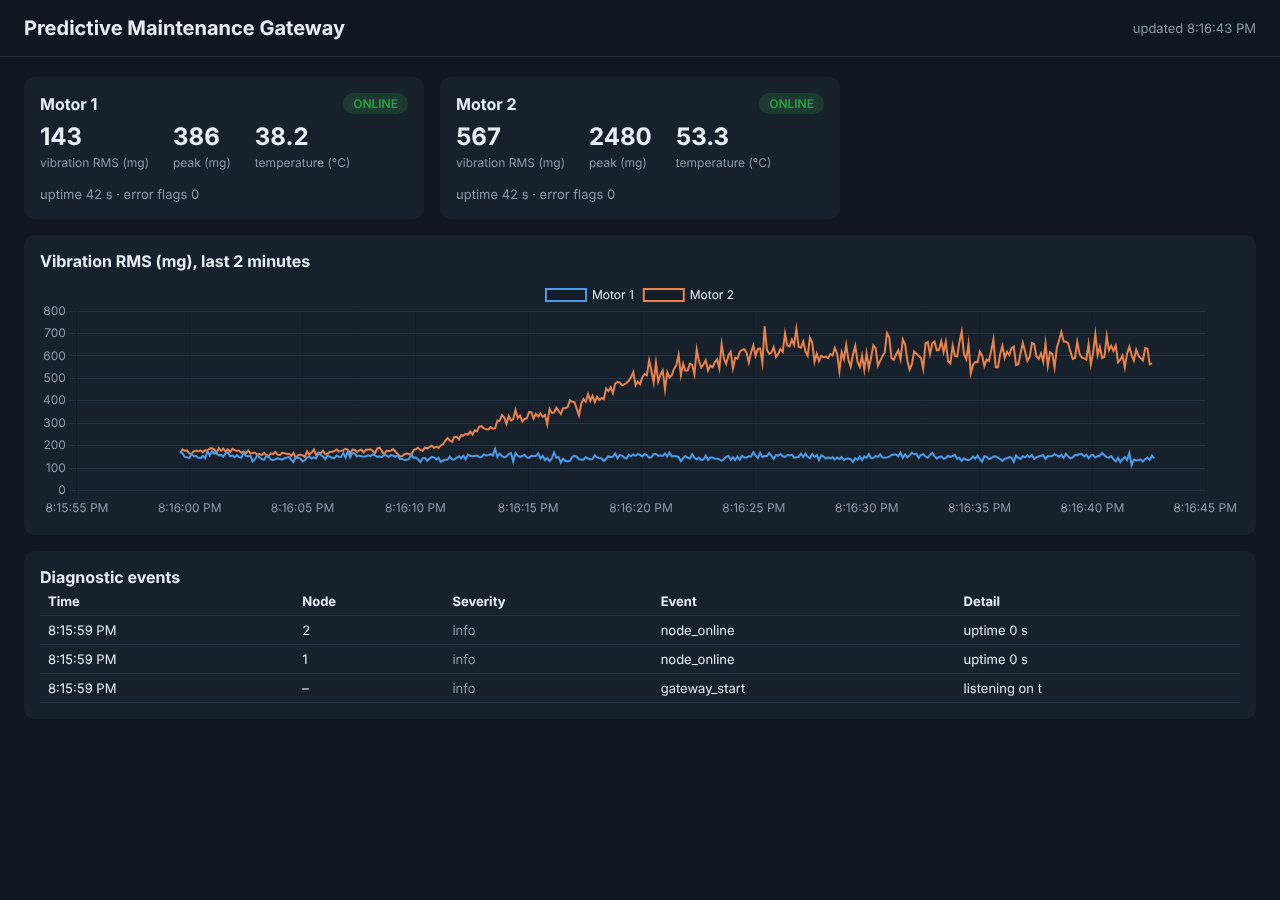 Predictive Maintenance Gateway
updated 8:16:43 PM
Motor 1 ONLINE
143 386 38.2
vibration RMS (mg) peak (mg) temperature (°C)
uptime 42 s · error flags 0
Motor 2 ONLINE
567 2480 53.3
vibration RMS (mg) peak (mg) temperature (°C)
uptime 42 s · error flags 0
Vibration RMS (mg), last 2 minutes
Motor 1 Motor 2
800
700
600
500
400
300
200
100
0
8:15:55 PM 8:16:00 PM 8:16:05 PM 8:16:10 PM 8:16:15 PM 8:16:20 PM 8:16:25 PM 8:16:30 PM 8:16:35 PM 8:16:40 PM 8:16:45 PM
Diagnostic events
Time Node Severity Event Detail
8:15:59 PM 2 info node_online uptime 0 s
8:15:59 PM 1 info node_online uptime 0 s
8:15:59 PM – info gateway_start listening on t